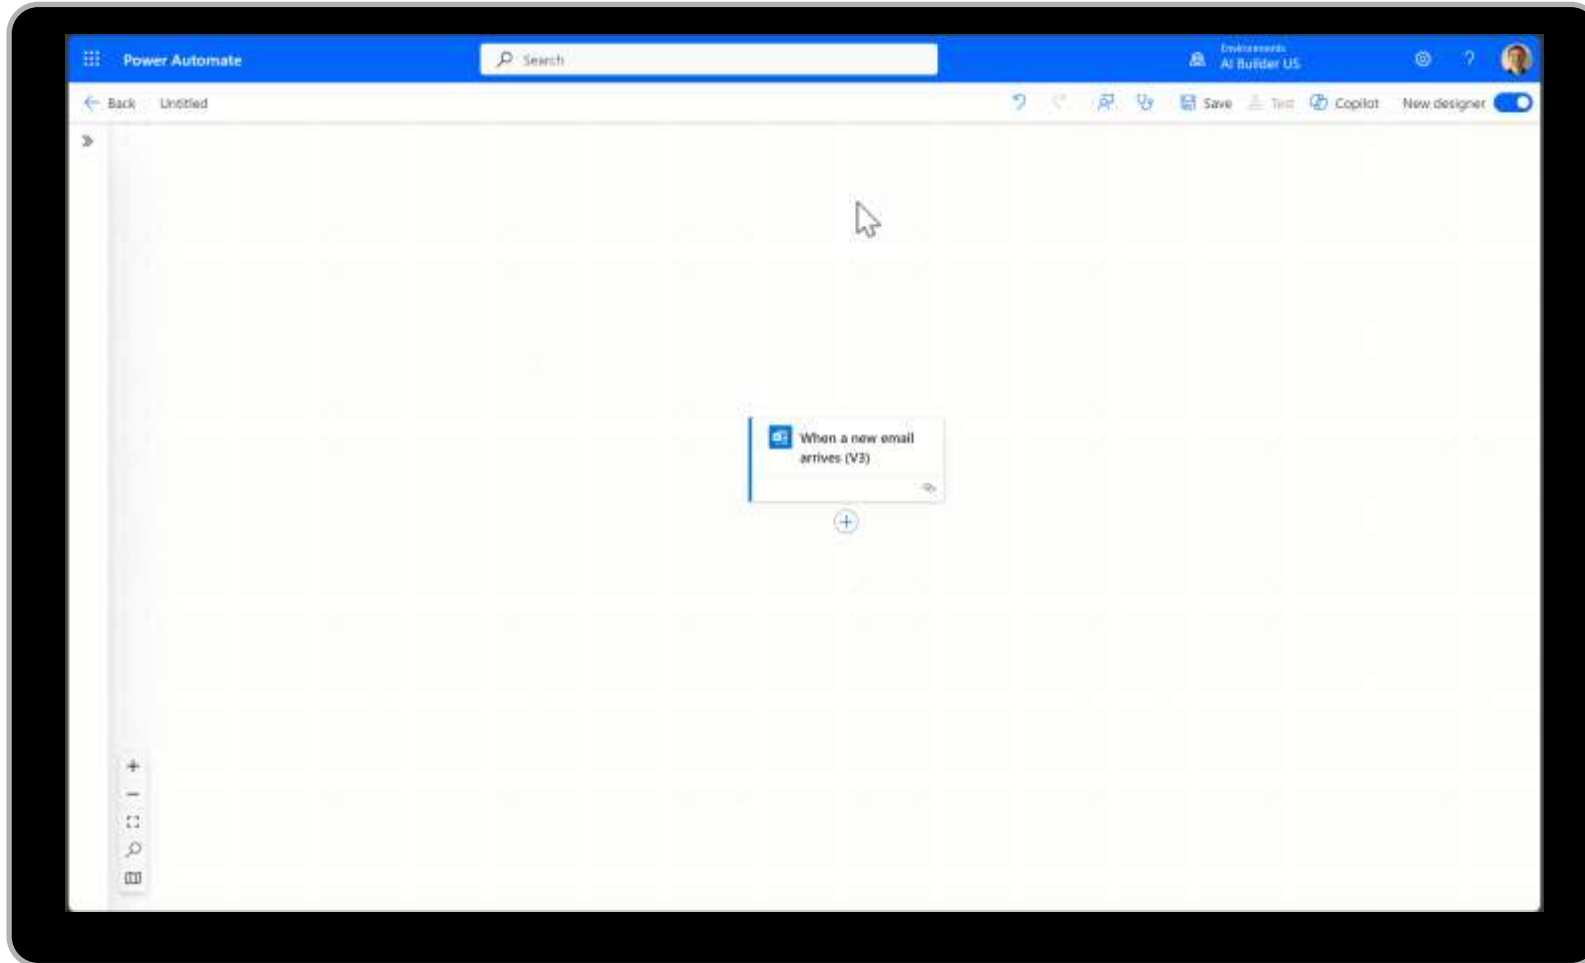 Power Automate
Search
Environments
AI Builder US
?
Back
Untitled
Save
Test
Copilot
New designer
When a new email
arrives (V3)